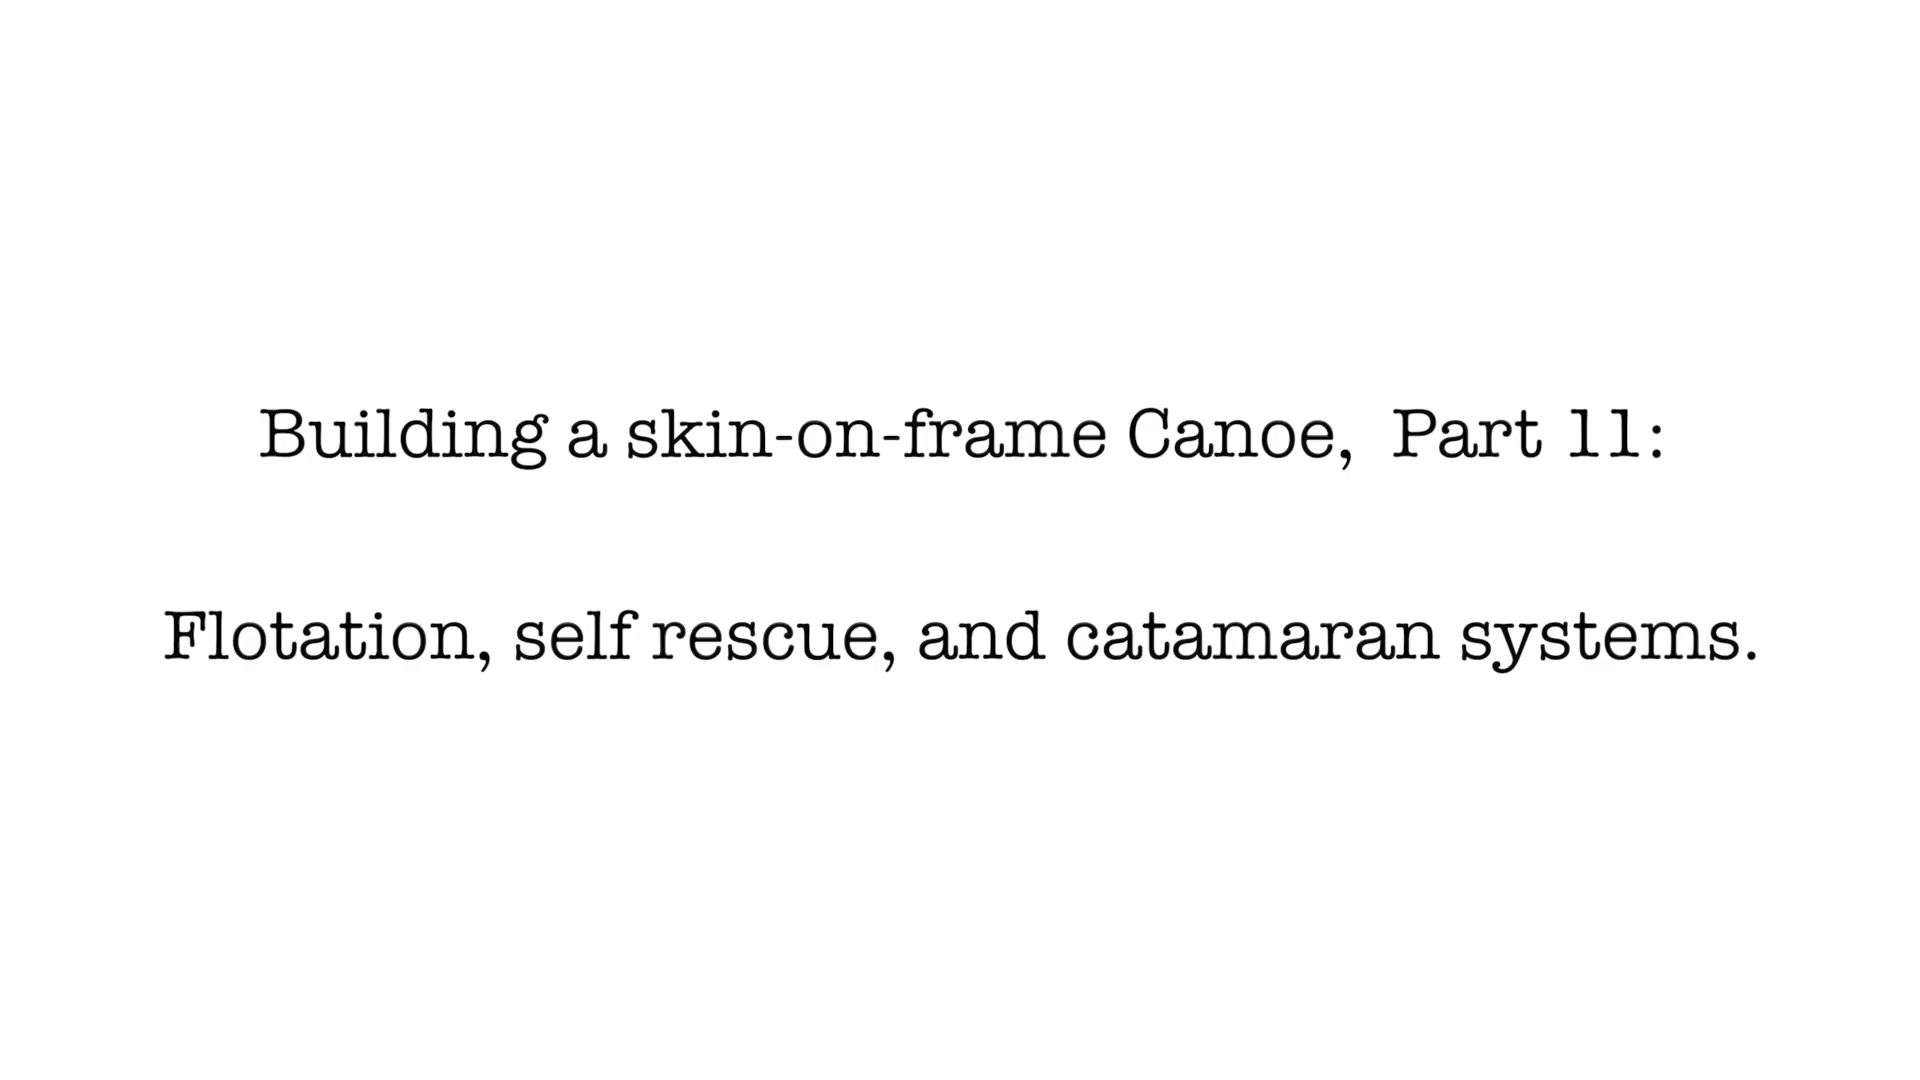 Building a skin-on-frame Canoe,  Part 11:
Flotation, self rescue, and catamaran systems.